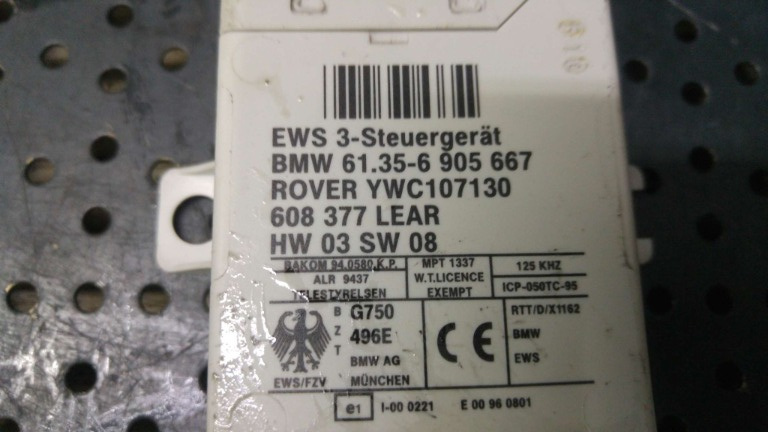 EWS 3-Steuergerät
BMW 61.35-6 905 667
ROVER YWC107130
608 377 LEAR
HW 03 SW 08
BAKOM 94.0580.K.P.
ALR 9437
TELESTYRELSEN
MPT 1337
W.T.LICENCE
EXEMPT
125 KHZ
ICP-050TC-95
EWS/FZV
B Z T
G750
496E
BMW AG
MÜNCHEN
CE
RTT/D/X1162
BMW
EWS
e1 I-00 0221 E 00 96 0801